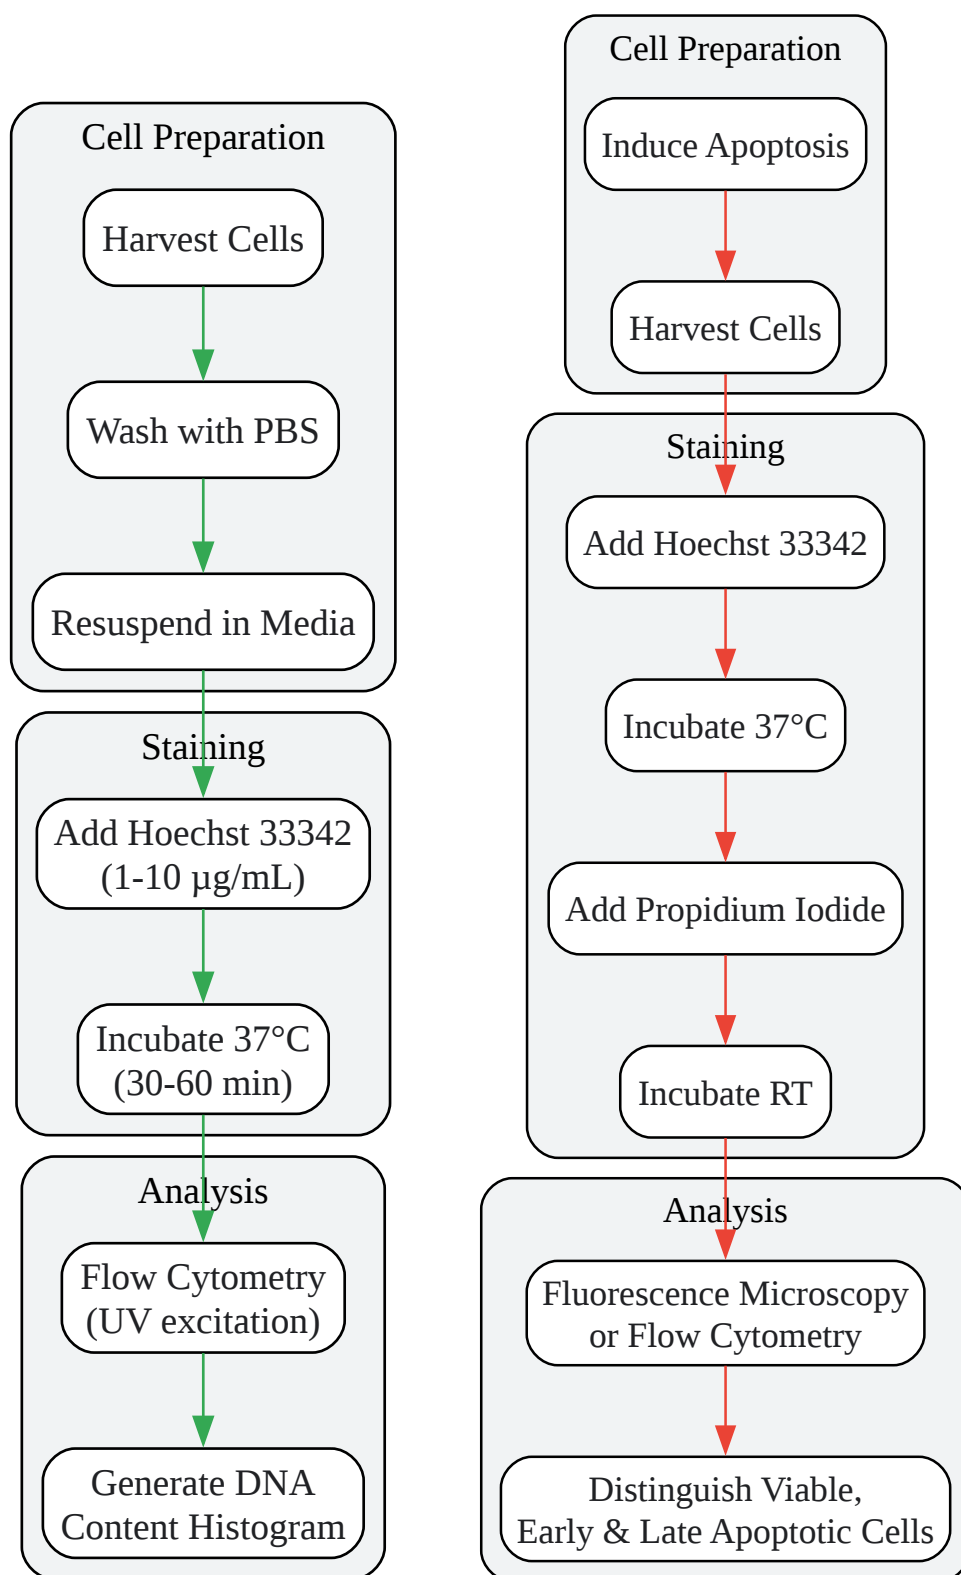 Cell Preparation
Harvest Cells
Wash with PBS
Resuspend in Media
Staining
Add Hoechst 33342
(1-10 µg/mL)
Incubate 37°C
(30-60 min)
Analysis
Flow Cytometry
(UV excitation)
Generate DNA
Content Histogram
Cell Preparation
Induce Apoptosis
Harvest Cells
Staining
Add Hoechst 33342
Incubate 37°C
Add Propidium Iodide
Incubate RT
Analysis
Fluorescence Microscopy
or Flow Cytometry
Distinguish Viable,
Early & Late Apoptotic Cells